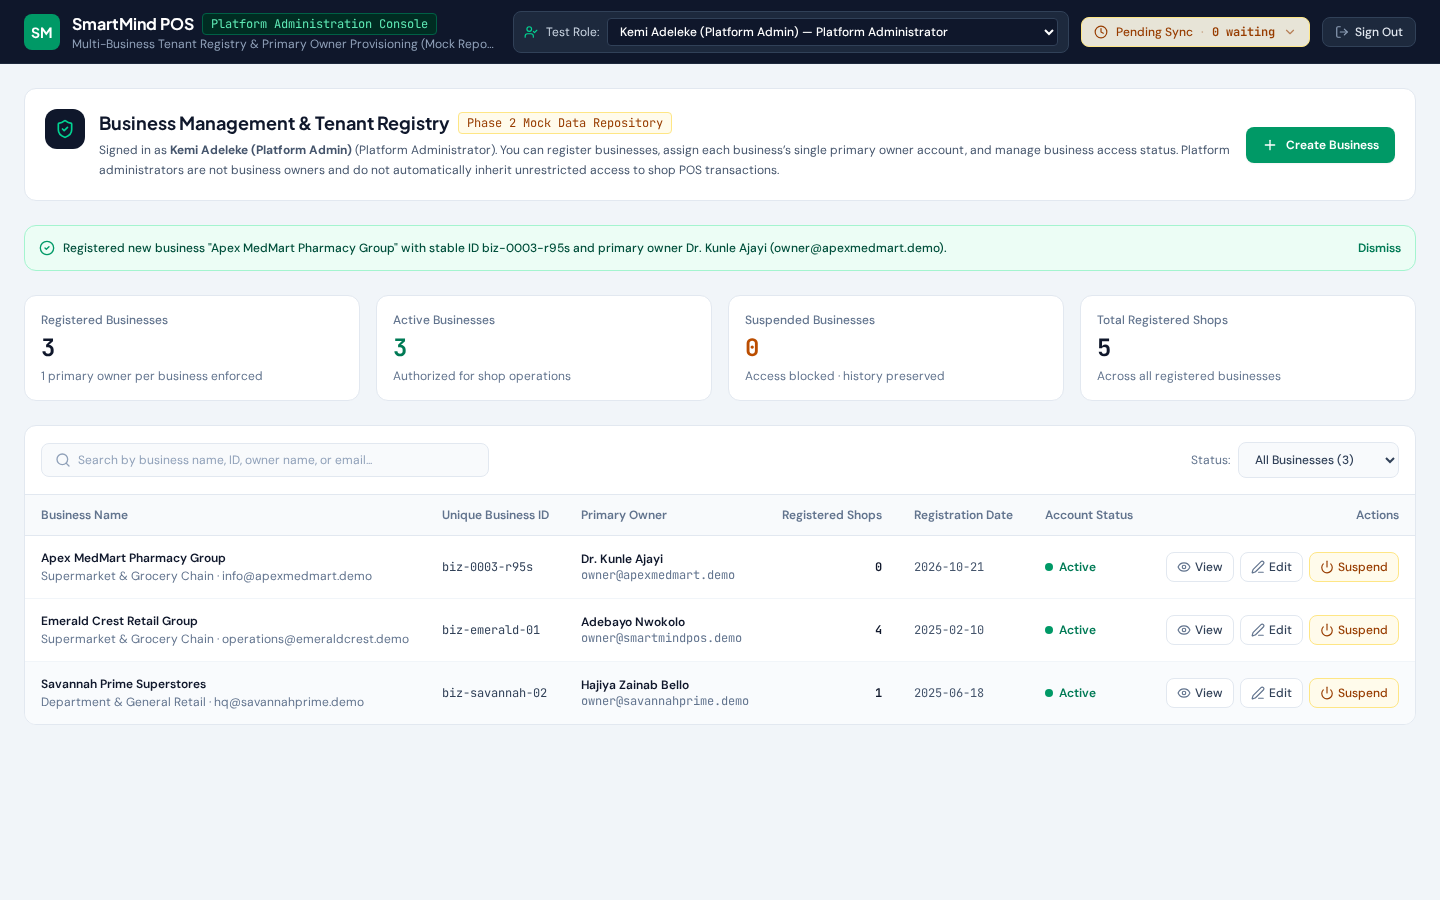 SM
SmartMind POS Platform Administration Console
Multi-Business Tenant Registry & Primary Owner Provisioning (Mock Repo...
Test Role: Kemi Adeleke (Platform Admin) — Platform Administrator
Pending Sync · 0 waiting
Sign Out
Business Management & Tenant Registry Phase 2 Mock Data Repository
Signed in as Kemi Adeleke (Platform Admin) (Platform Administrator). You can register businesses, assign each business's single primary owner account, and manage business access status. Platform
administrators are not business owners and do not automatically inherit unrestricted access to shop POS transactions.
Create Business
Registered new business "Apex MedMart Pharmacy Group" with stable ID biz-0003-r95s and primary owner Dr. Kunle Ajayi (owner@apexmedmart.demo). Dismiss
Registered Businesses
3
1 primary owner per business enforced
Active Businesses
3
Authorized for shop operations
Suspended Businesses
0
Access blocked · history preserved
Total Registered Shops
5
Across all registered businesses
Search by business name, ID, owner name, or email...
Status: All Businesses (3)
Business Name Unique Business ID Primary Owner Registered Shops Registration Date Account Status Actions
Apex MedMart Pharmacy Group
Supermarket & Grocery Chain · info@apexmedmart.demo
biz-0003-r95s
Dr. Kunle Ajayi
owner@apexmedmart.demo
0 2026-10-21 Active View Edit Suspend
Emerald Crest Retail Group
Supermarket & Grocery Chain · operations@emeraldcrest.demo
biz-emerald-01
Adebayo Nwokolo
owner@smartmindpos.demo
4 2025-02-10 Active View Edit Suspend
Savannah Prime Superstores
Department & General Retail · hq@savannahprime.demo
biz-savannah-02
Hajiya Zainab Bello
owner@savannahprime.demo
1 2025-06-18 Active View Edit Suspend